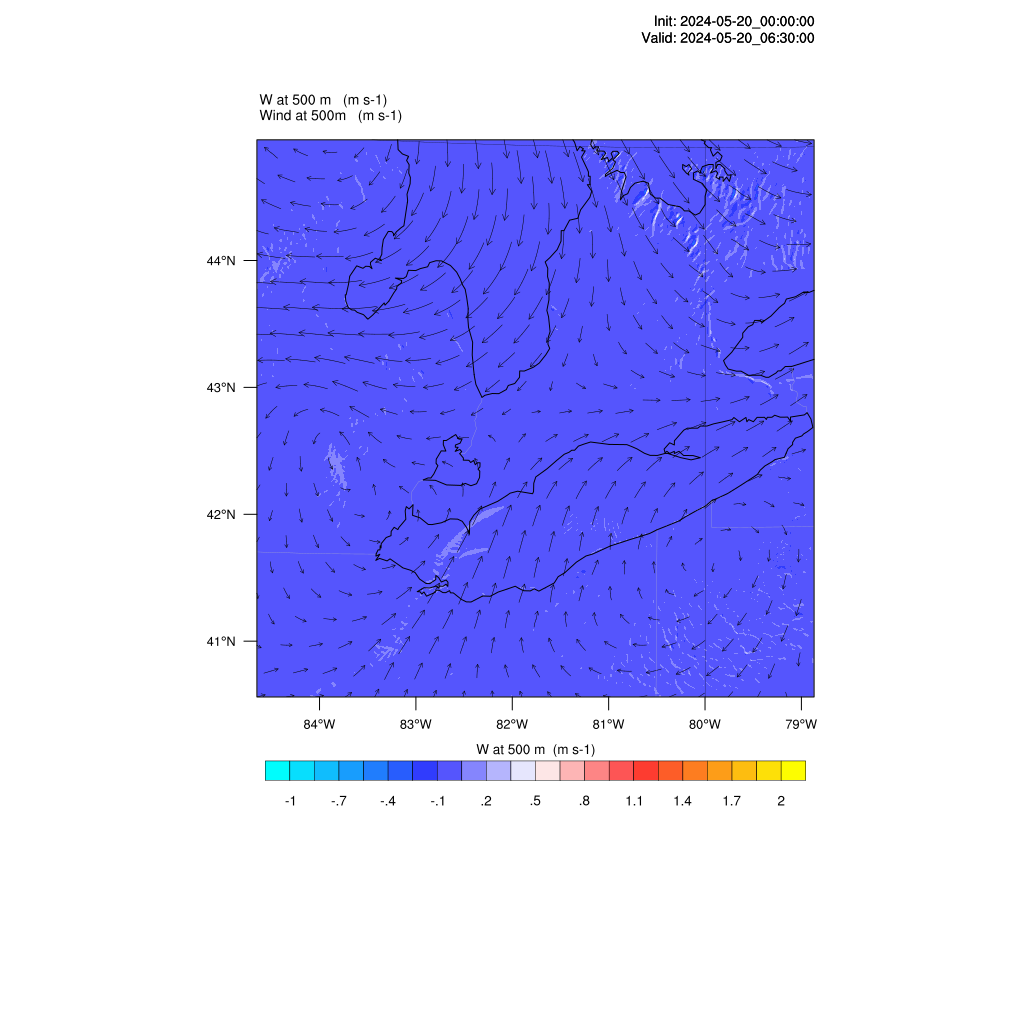 Init: 2024-05-20_00:00:00
Valid: 2024-05-20_06:30:00
W at 500 m (m s-1)
Wind at 500m (m s-1)
44°N
43°N
42°N
41°N
84°W 83°W 82°W 81°W 80°W 79°W
W at 500 m (m s-1)
-1 -.7 -.4 -.1 .2 .5 .8 1.1 1.4 1.7 2